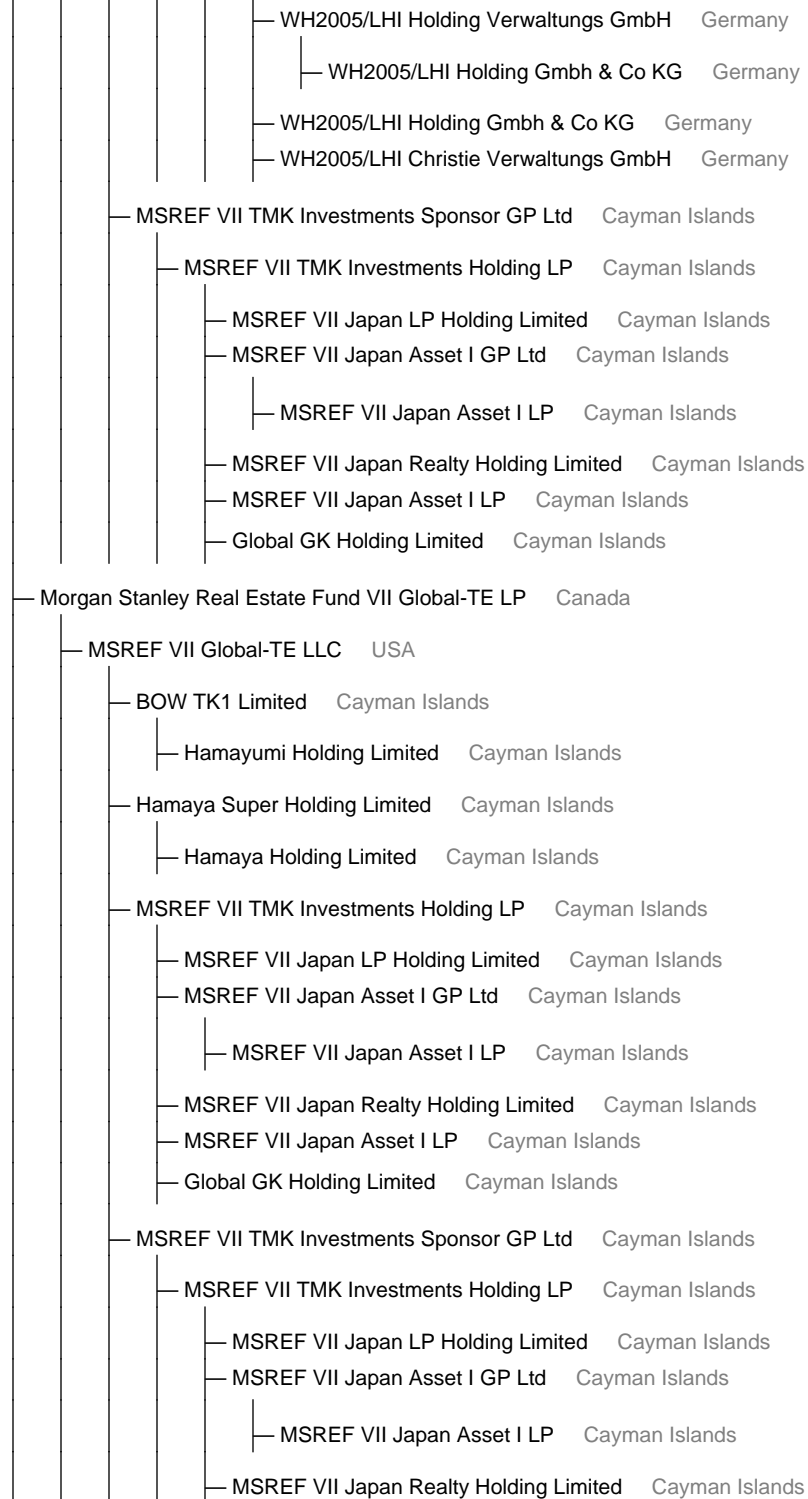 WH2005/LHI Holding Verwaltungs GmbH Germany
WH2005/LHI Holding Gmbh & Co KG Germany
WH2005/LHI Holding Gmbh & Co KG Germany
WH2005/LHI Christie Verwaltungs GmbH Germany
MSREF VII TMK Investments Sponsor GP Ltd Cayman Islands
MSREF VII TMK Investments Holding LP Cayman Islands
MSREF VII Japan LP Holding Limited Cayman Islands
MSREF VII Japan Asset I GP Ltd Cayman Islands
MSREF VII Japan Asset I LP Cayman Islands
MSREF VII Japan Realty Holding Limited Cayman Islands
MSREF VII Japan Asset I LP Cayman Islands
Global GK Holding Limited Cayman Islands
Morgan Stanley Real Estate Fund VII Global-TE LP Canada
MSREF VII Global-TE LLC USA
BOW TK1 Limited Cayman Islands
Hamayumi Holding Limited Cayman Islands
Hamaya Super Holding Limited Cayman Islands
Hamaya Holding Limited Cayman Islands
MSREF VII TMK Investments Holding LP Cayman Islands
MSREF VII Japan LP Holding Limited Cayman Islands
MSREF VII Japan Asset I GP Ltd Cayman Islands
MSREF VII Japan Asset I LP Cayman Islands
MSREF VII Japan Realty Holding Limited Cayman Islands
MSREF VII Japan Asset I LP Cayman Islands
Global GK Holding Limited Cayman Islands
MSREF VII TMK Investments Sponsor GP Ltd Cayman Islands
MSREF VII TMK Investments Holding LP Cayman Islands
MSREF VII Japan LP Holding Limited Cayman Islands
MSREF VII Japan Asset I GP Ltd Cayman Islands
MSREF VII Japan Asset I LP Cayman Islands
MSREF VII Japan Realty Holding Limited Cayman Islands